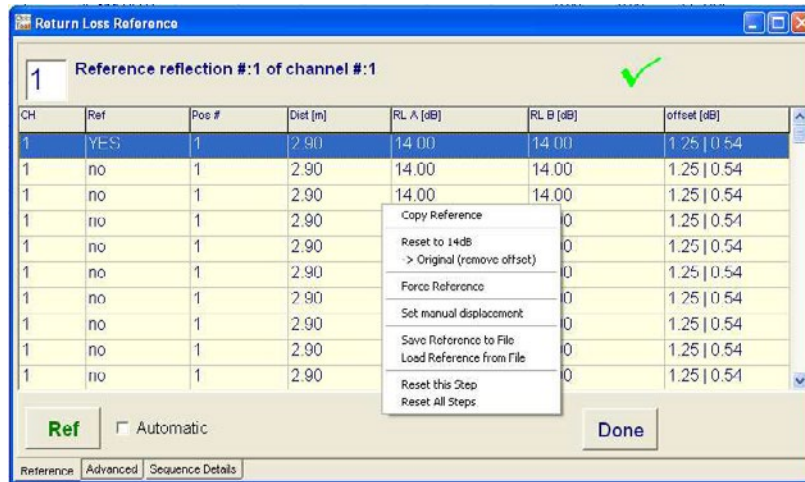 Return Loss Reference
1
Reference reflection #:1 of channel #:1
CH Ref Pos # Dist [m] RL A [dB] RL B [dB] offset [dB]
1 YES 1 2.90 14.00 14.00 1.25 | 0.54
1 no 1 2.90 14.00 14.00 1.25 | 0.54
1 no 1 2.90 14.00 14.00 1.25 | 0.54
1 no 1 2.90 1.25 | 0.54
1 no 1 2.90 1.25 | 0.54
1 no 1 2.90 1.25 | 0.54
1 no 1 2.90 1.25 | 0.54
1 no 1 2.90 1.25 | 0.54
1 no 1 2.90 1.25 | 0.54
1 no 1 2.90 1.25 | 0.54
Copy Reference
Reset to 14dB
-> Original (remove offset)
Force Reference
Set manual displacement
Save Reference to File
Load Reference from File
Reset this Step
Reset All Steps
Ref Automatic Done
Reference Advanced Sequence Details